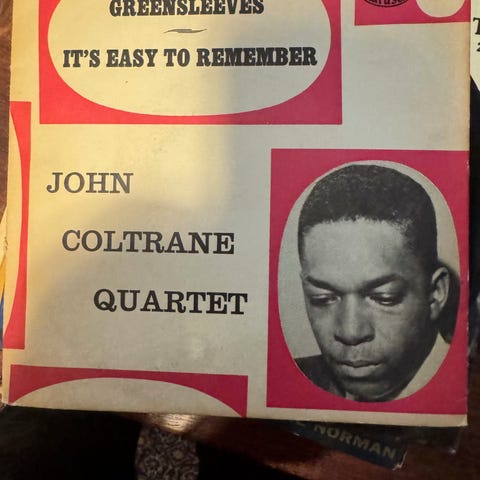 GREENSLEEVES
IT'S EASY TO REMEMBER
JOHN
COLTRANE
QUARTET
NORMAN